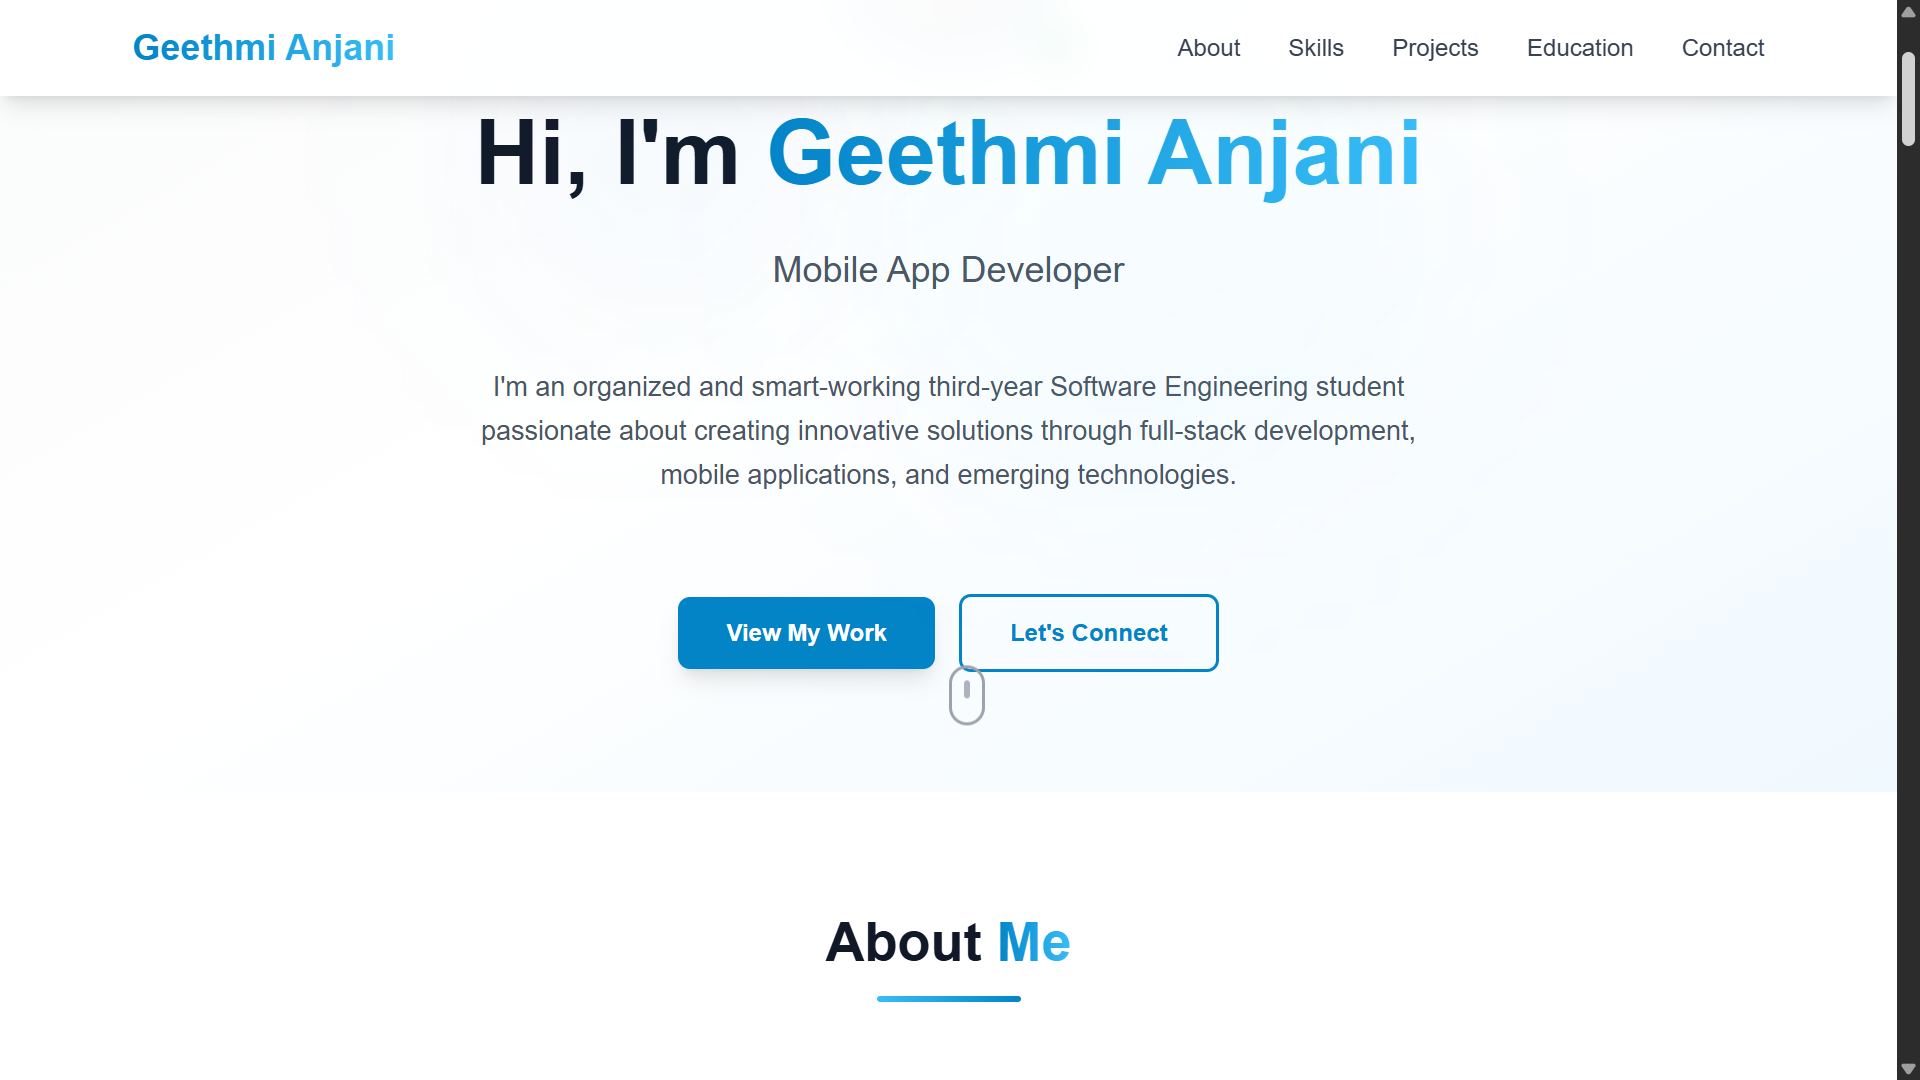 Geethmi Anjani
About
Skills
Projects
Education
Contact
Hi, I'm Geethmi Anjani
Mobile App Developer
I'm an organized and smart-working third-year Software Engineering student
passionate about creating innovative solutions through full-stack development,
mobile applications, and emerging technologies.
View My Work
Let's Connect
About Me